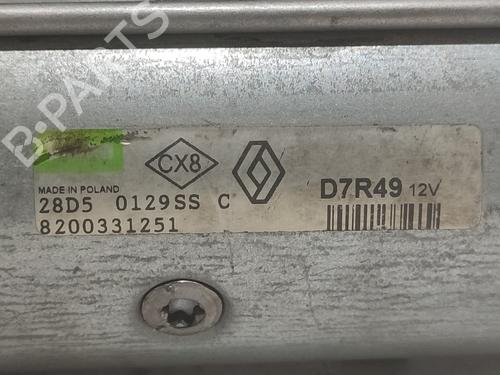 B-PARTS
CX8
MADE IN POLAND
28D5 0129SS C
8200331251
D7R49 12V